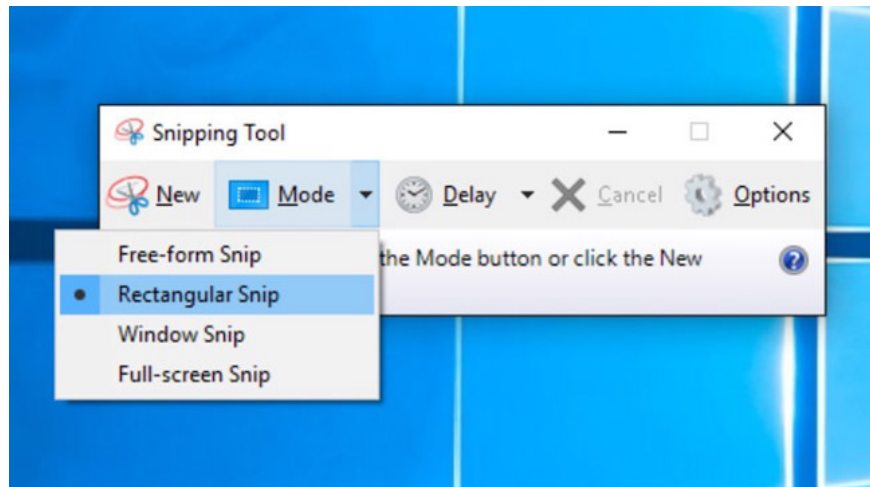 Snipping Tool
New Mode Delay Cancel Options
Free-form Snip
the Mode button or click the New
Rectangular Snip
Window Snip
Full-screen Snip